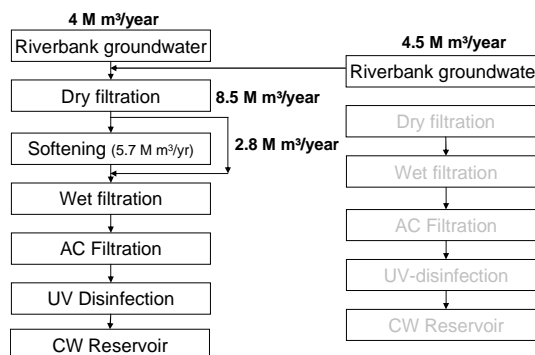 4 M m³/year
Riverbank groundwater
4.5 M m³/year
Riverbank groundwater
Dry filtration
8.5 M m³/year
Softening (5.7 M m³/yr)
2.8 M m³/year
Wet filtration
AC Filtration
UV Disinfection
CW Reservoir
Dry filtration
Wet filtration
AC Filtration
UV-disinfection
CW Reservoir